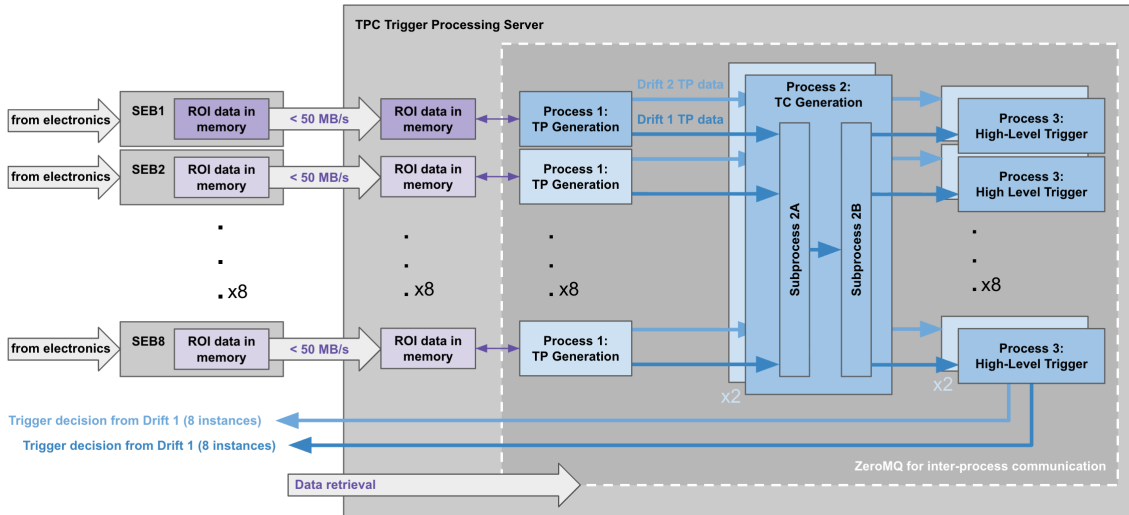 TPC Trigger Processing Server
Drift 2 TP data
Process 2:
TC Generation
from electronics
SEB1
ROI data in
memory
< 50 MB/s
ROI data in
memory
Process 1:
TP Generation
Drift 1 TP data
Process 3:
High-Level Trigger
from electronics
SEB2
ROI data in
memory
< 50 MB/s
ROI data in
memory
Process 1:
TP Generation
Process 3:
High Level Trigger
Subprocess 2A
Subprocess 2B
x8
x8
x8
x8
from electronics
SEB8
ROI data in
memory
< 50 MB/s
ROI data in
memory
Process 1:
TP Generation
Process 3:
High-Level Trigger
x2
x2
Trigger decision from Drift 1 (8 instances)
Trigger decision from Drift 1 (8 instances)
ZeroMQ for inter-process communication
Data retrieval